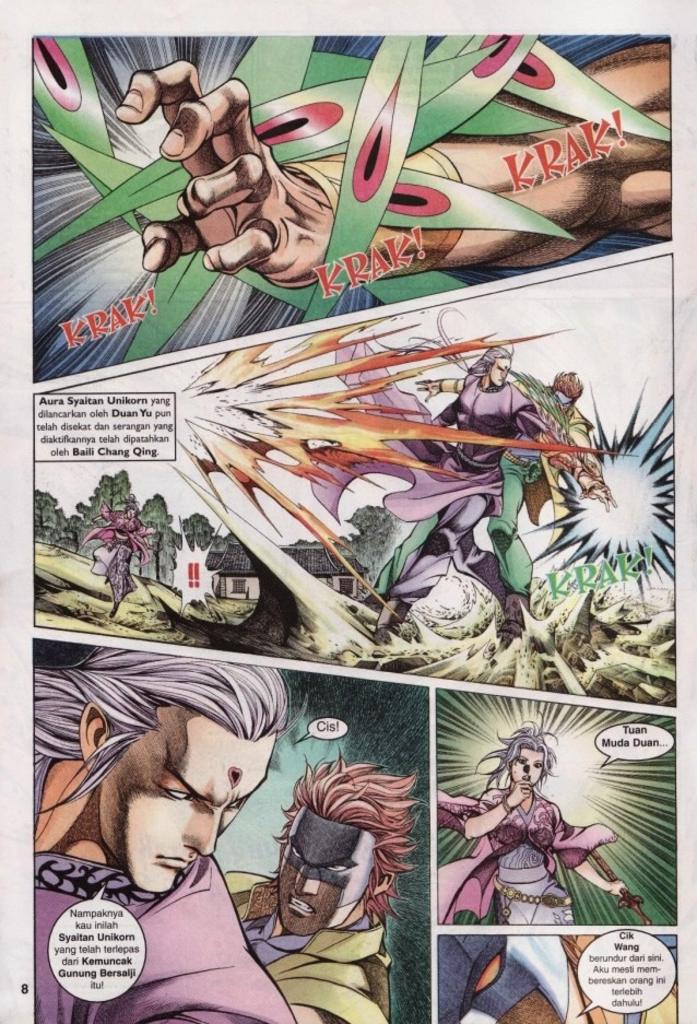 KRAK!
KRAK!
KRAK!
Aura Syaitan Unikorn yang
dilancarkan oleh Duan Yu pun
telah disekat dan serangan yang
diaktifkannya telah dipatahkan
oleh Baili Chang Qing.
!!
KRAK!
Cis!
Nampaknya
kau inilah
Syaitan Unikorn
yang telah terlepas
dari Kemuncak
Gunung Bersalji
itu!
Tuan
Muda Duan...
Cik
Wang
berundur dari sini.
Aku mesti mem-
bereskan orang ini
terlebih
dahulu!
8